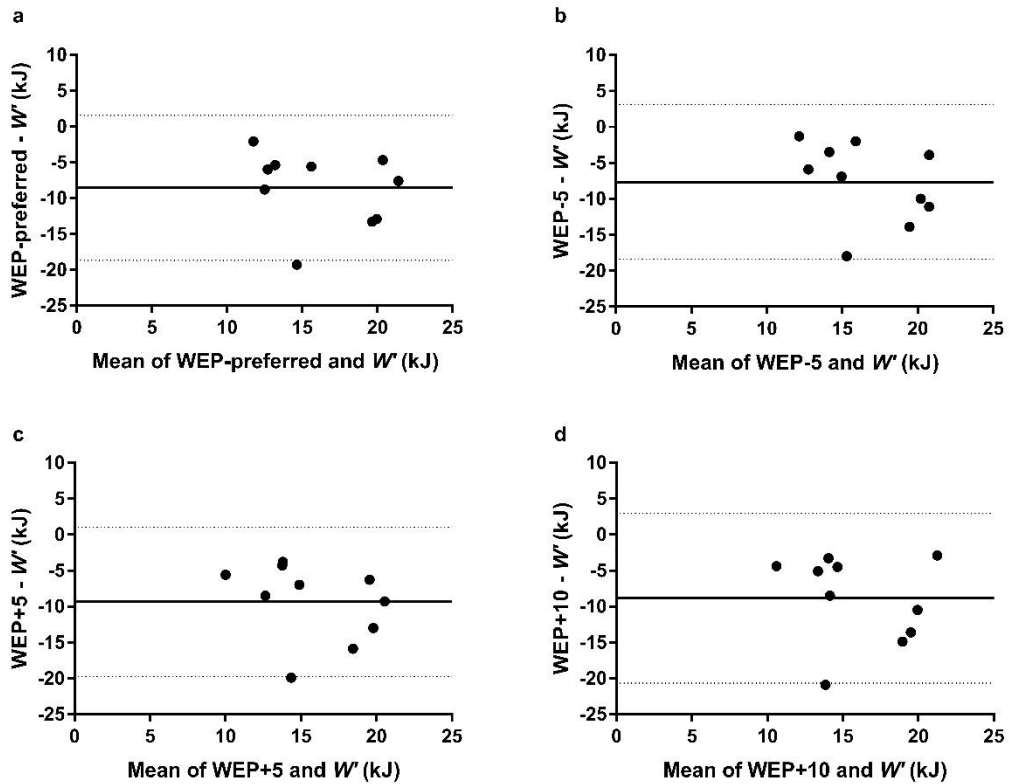 a
WEP-preferred - W' (kJ)
10
5
0
-5
-10
-15
-20
-25
0 5 10 15 20 25
Mean of WEP-preferred and W' (kJ)
b
WEP-5 - W' (kJ)
10
5
0
-5
-10
-15
-20
-25
0 5 10 15 20 25
Mean of WEP-5 and W' (kJ)
c
WEP+5 - W' (kJ)
10
5
0
-5
-10
-15
-20
-25
0 5 10 15 20 25
Mean of WEP+5 and W' (kJ)
d
WEP+10 - W' (kJ)
10
5
0
-5
-10
-15
-20
-25
0 5 10 15 20 25
Mean of WEP+10 and W' (kJ)